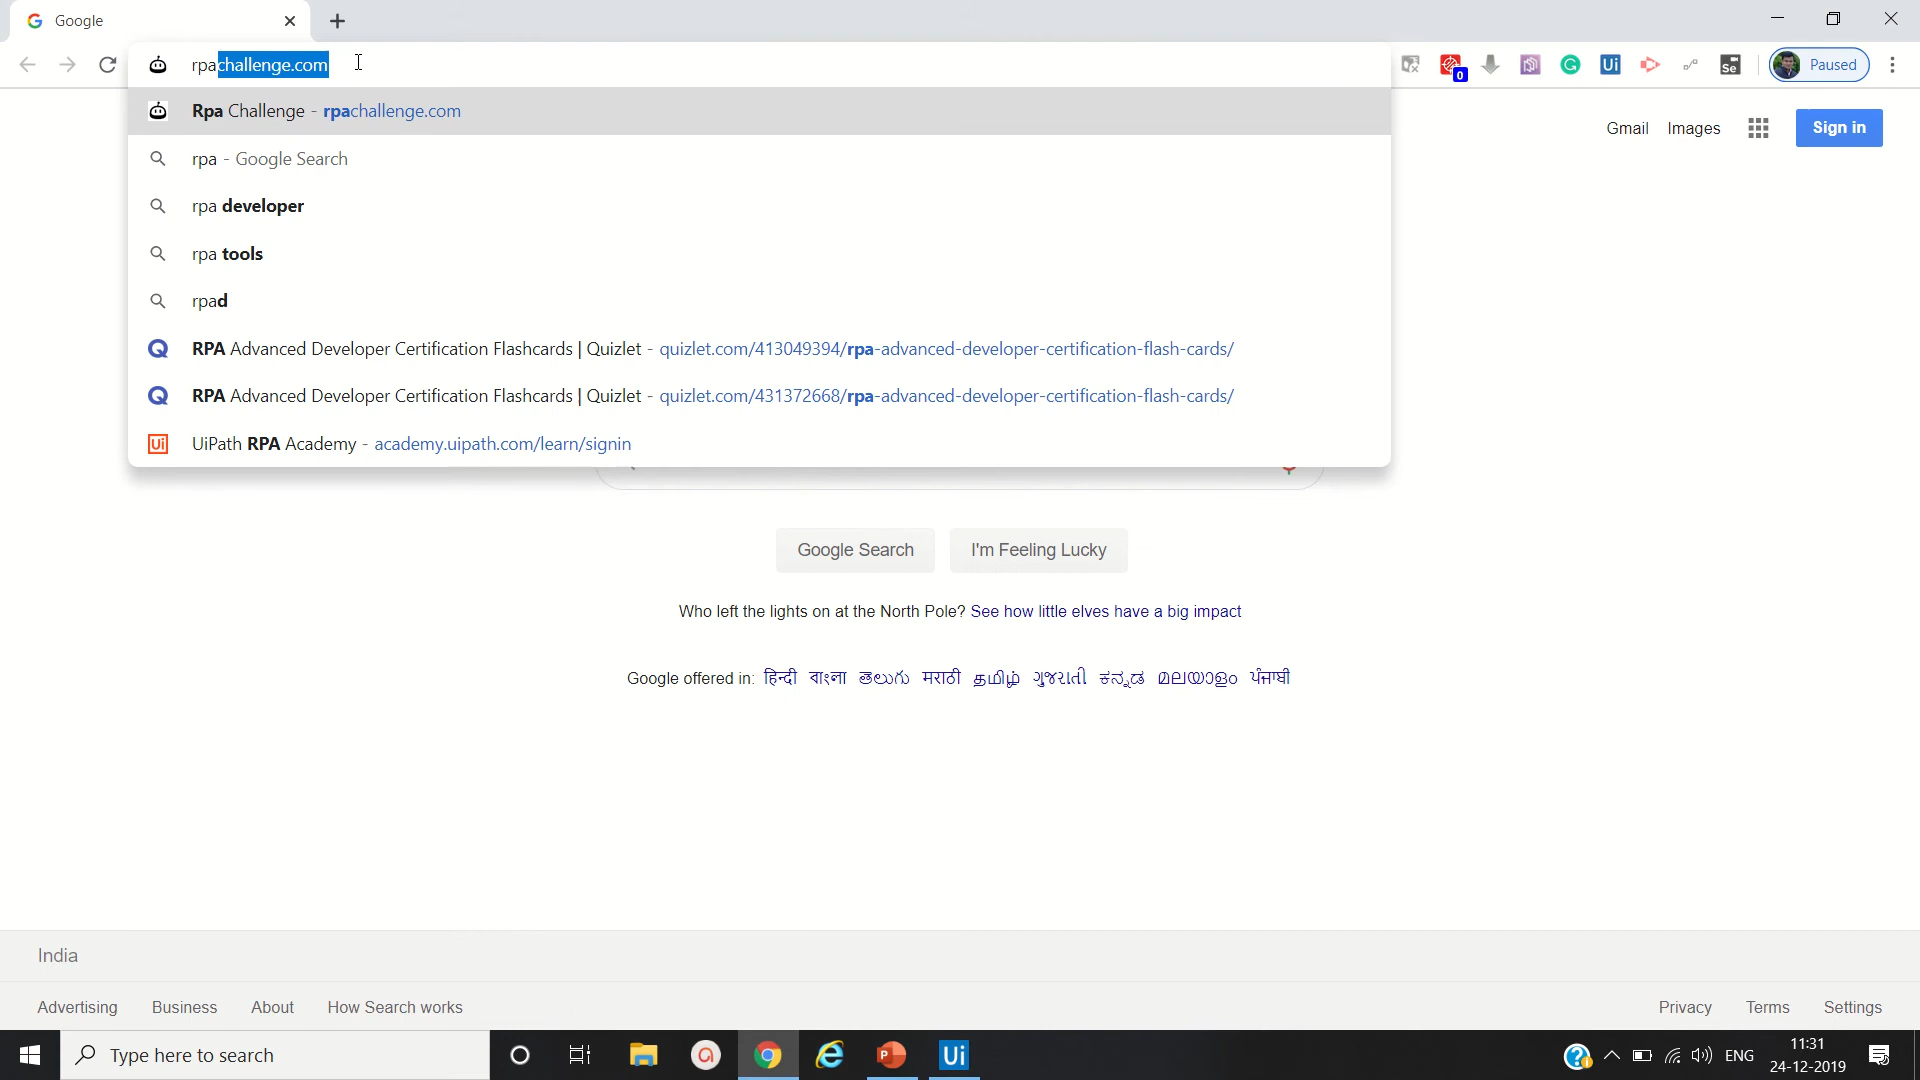 Google
rpachallenge.com
0
Ui
Se
Paused
Rpa Challenge - rpachallenge.com
Gmail Images Sign in
rpa - Google Search
rpa developer
rpa tools
rpad
RPA Advanced Developer Certification Flashcards | Quizlet - quizlet.com/413049394/rpa-advanced-developer-certification-flash-cards/
RPA Advanced Developer Certification Flashcards | Quizlet - quizlet.com/431372668/rpa-advanced-developer-certification-flash-cards/
Ui UiPath RPA Academy - academy.uipath.com/learn/signin
Google Search I'm Feeling Lucky
Who left the lights on at the North Pole? See how little elves have a big impact
Google offered in: हिन्दी বাংলা తెలుగు मराठी தமிழ் ગુજરાતી ಕನ್ನಡ മലയാളം ਪੰਜਾਬੀ
India
Advertising Business About How Search works Privacy Terms Settings
Type here to search
Ui
ENG
11:31
24-12-2019